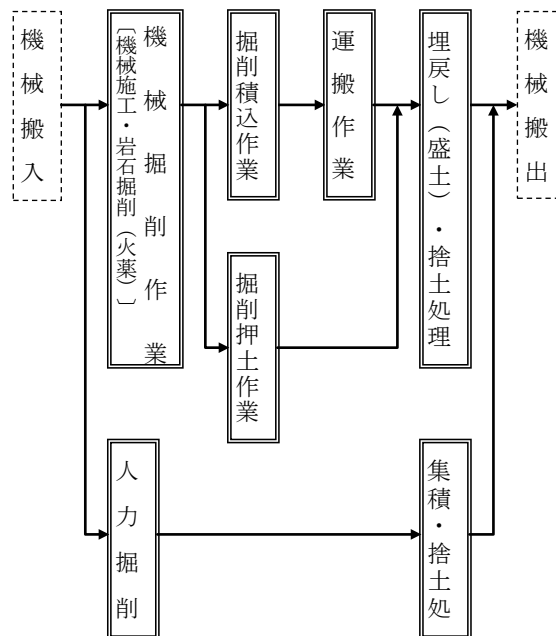 機械搬入
機械掘削作業
〔機械施工・岩石掘削（火薬）〕
掘削積込作業
運搬作業
埋戻し（盛土）・捨土処理
機械搬出
掘削押土作業
人力掘削
集積・捨土処